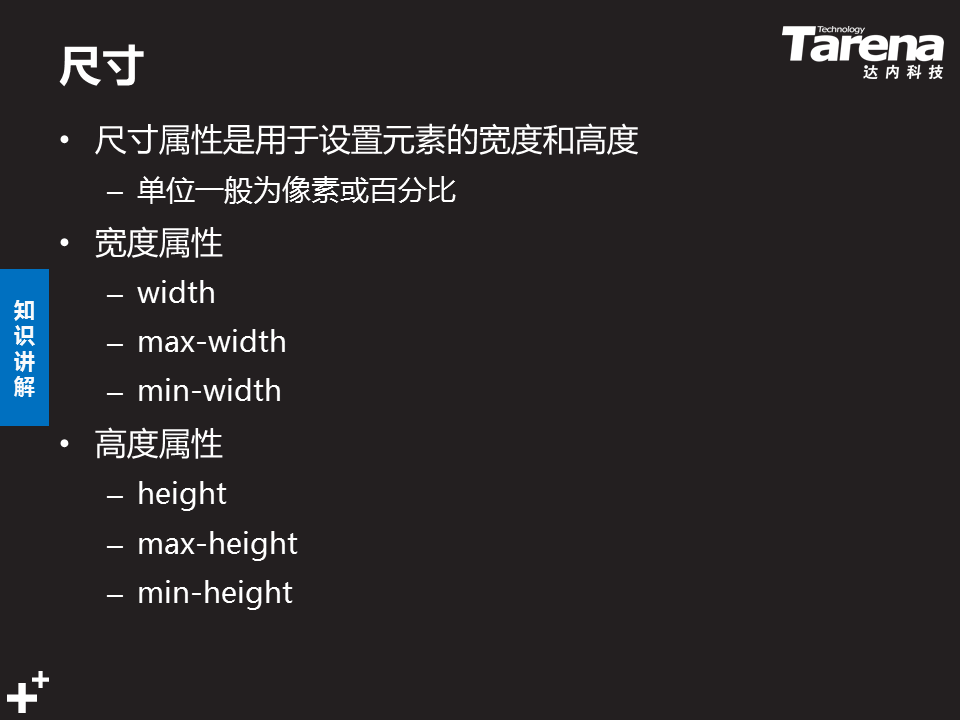 尺寸
Technology
Tarena
达内科技
• 尺寸属性是用于设置元素的宽度和高度
– 单位一般为像素或百分比
• 宽度属性
– width
– max-width
– min-width
• 高度属性
– height
– max-height
– min-height
知识讲解